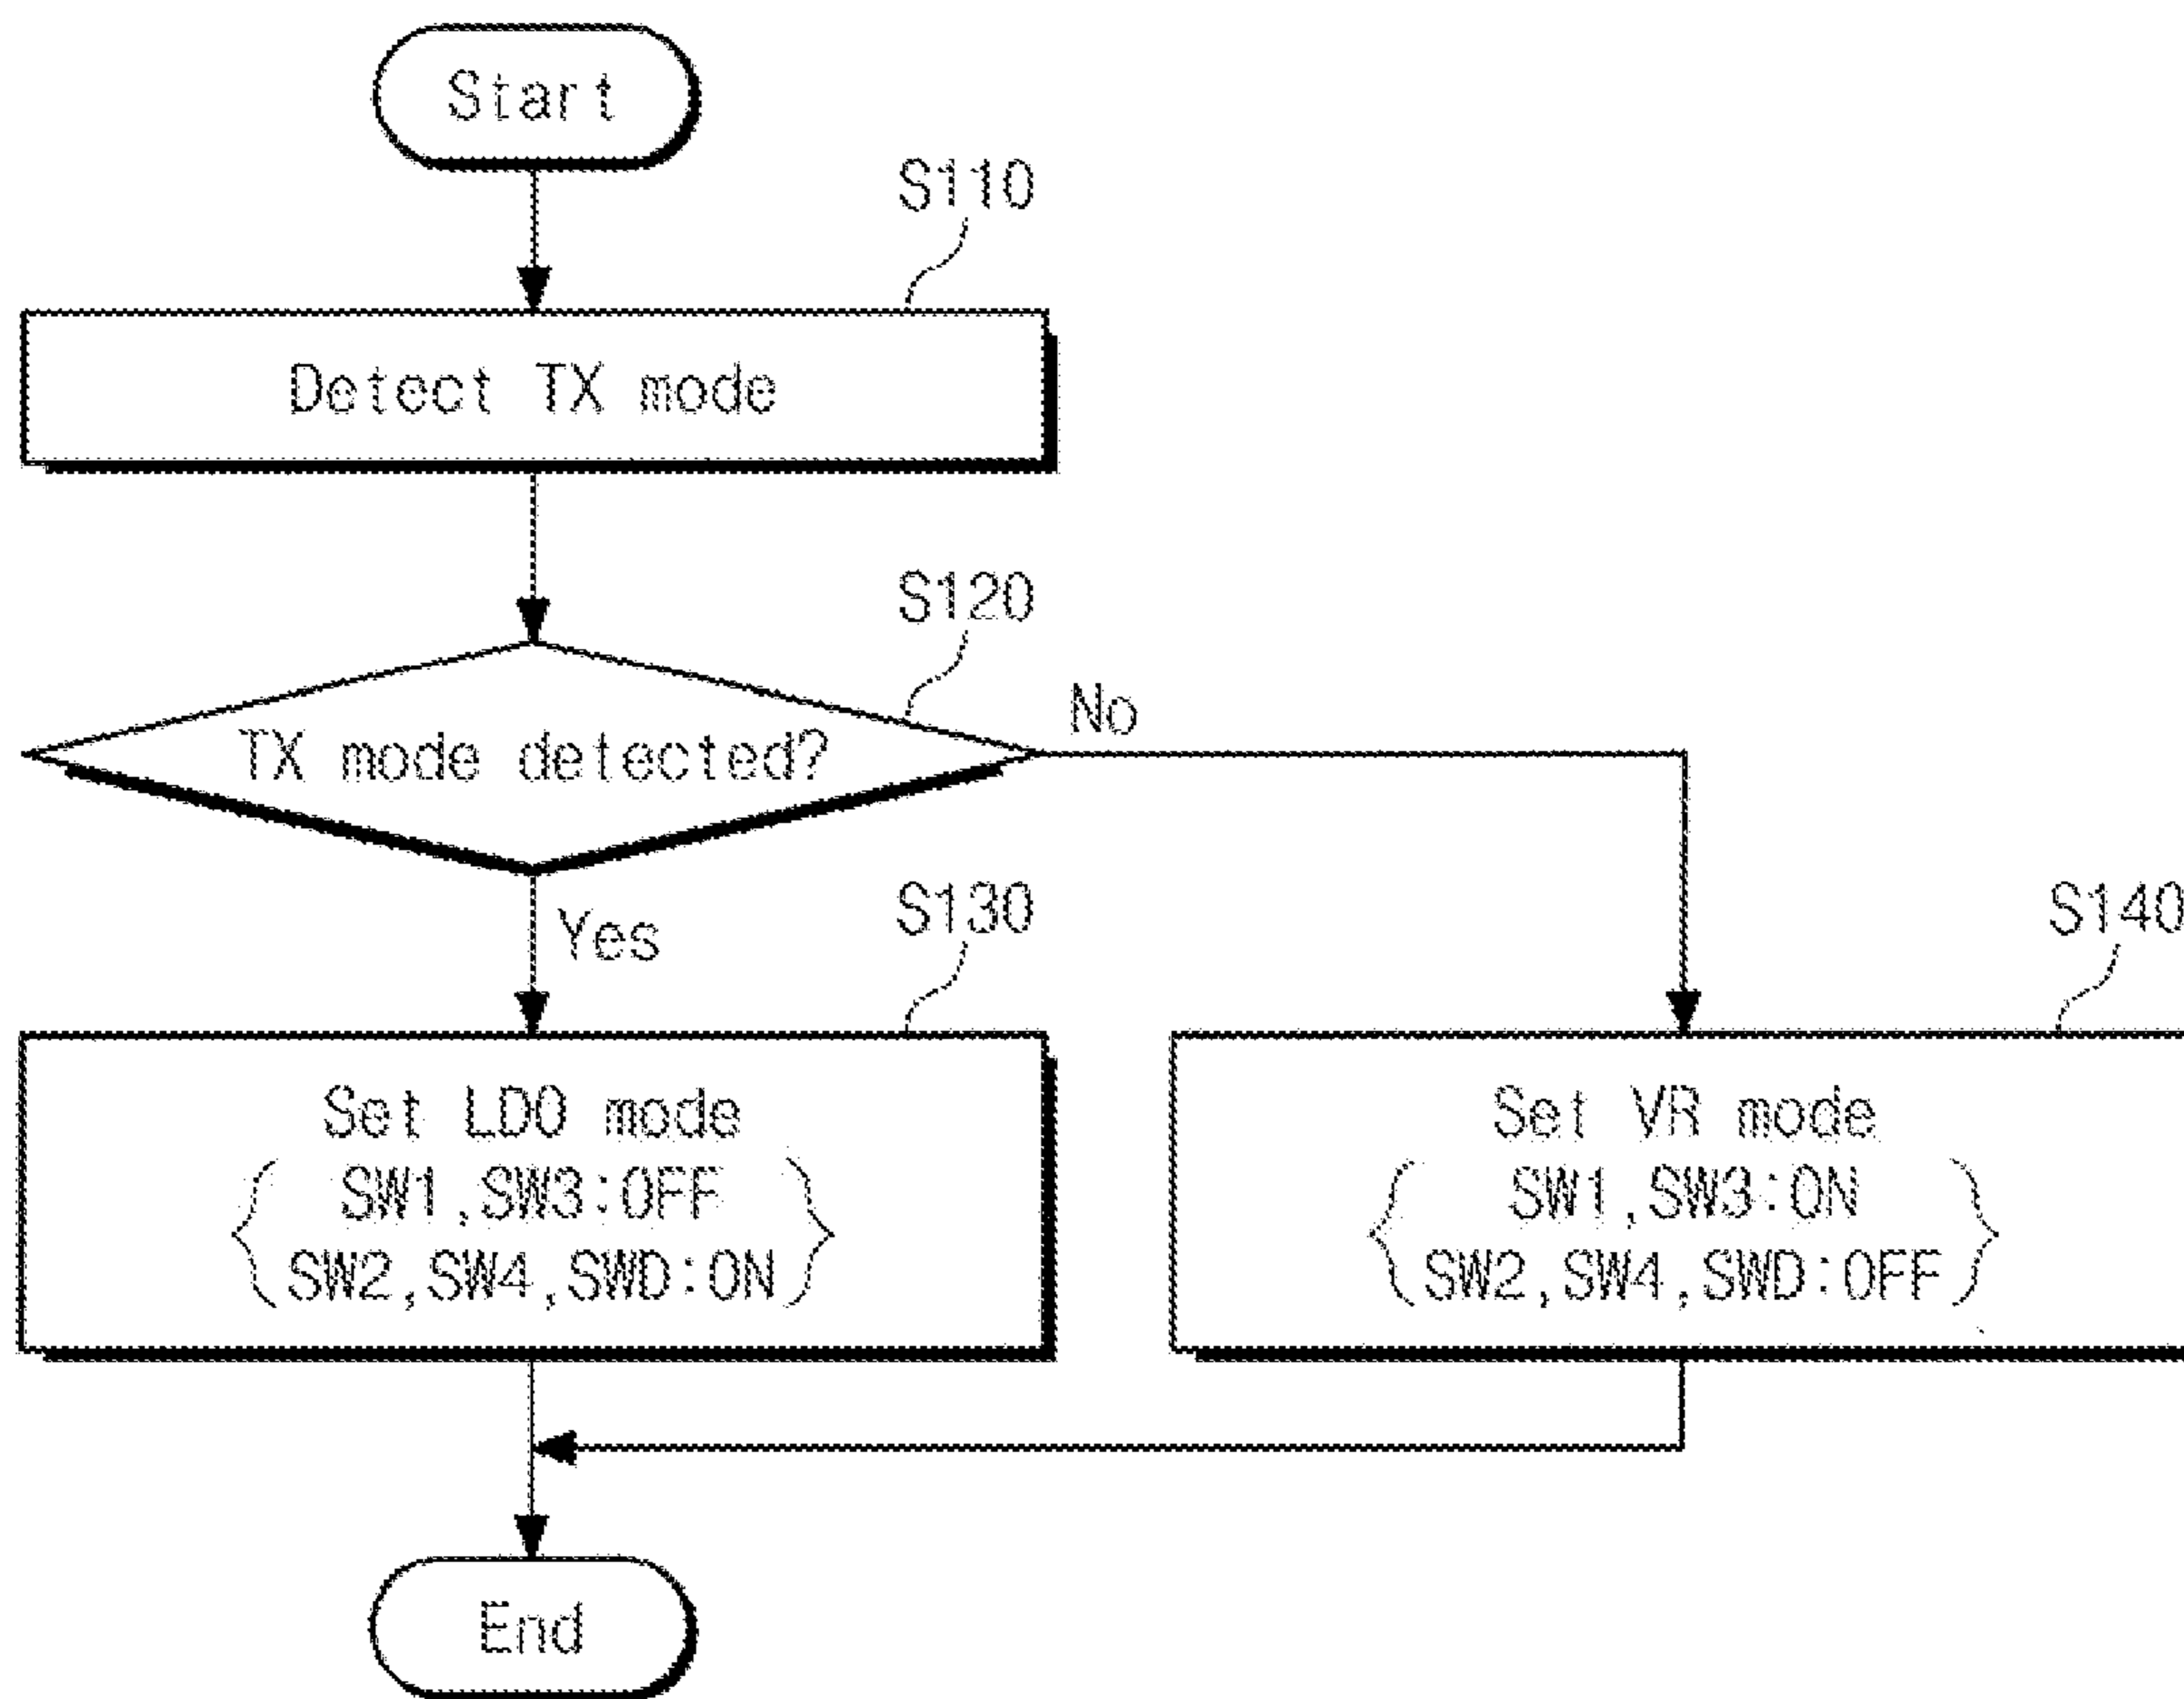 Start
S110
Detect TX mode
S120
TX mode detected?
No
Yes
S130
Set LDO mode
SW1,SW3:OFF
SW2,SW4,SWD:ON
S140
Set VR mode
SW1,SW3:ON
SW2,SW4,SWD:OFF
End